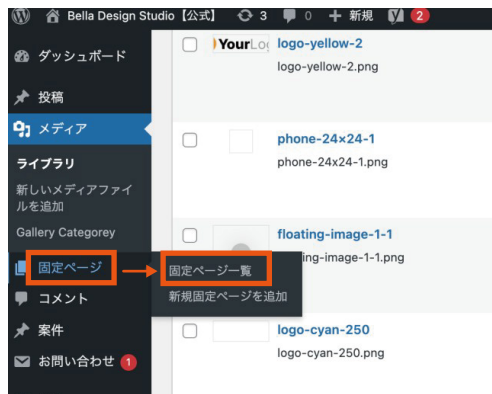 Bella Design Studio【公式】 3 0 + 新規 2
ダッシュボード
投稿
メディア
ライブラリ
新しいメディアファイ
ルを追加
Gallery Categorey
固定ページ
コメント
案件
お問い合わせ 1
固定ページ一覧
新規固定ページを追加
YourLo
logo-yellow-2
logo-yellow-2.png
phone-24×24-1
phone-24x24-1.png
floating-image-1-1
ing-image-1-1.png
logo-cyan-250
logo-cyan-250.png